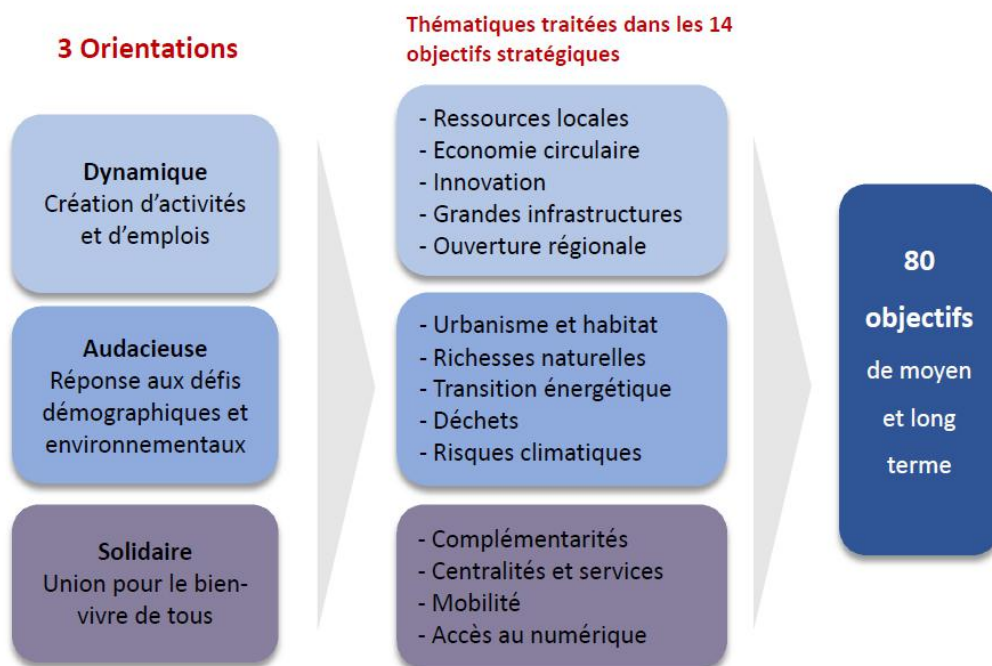 3 Orientations
Thématiques traitées dans les 14
objectifs stratégiques
Dynamique
Création d'activités
et d'emplois
- Ressources locales
- Economie circulaire
- Innovation
- Grandes infrastructures
- Ouverture régionale
Audacieuse
Réponse aux défis
démographiques et
environnementaux
- Urbanisme et habitat
- Richesses naturelles
- Transition énergétique
- Déchets
- Risques climatiques
Solidaire
Union pour le bien-
vivre de tous
- Complémentarités
- Centralités et services
- Mobilité
- Accès au numérique
80
objectifs
de moyen
et long
terme